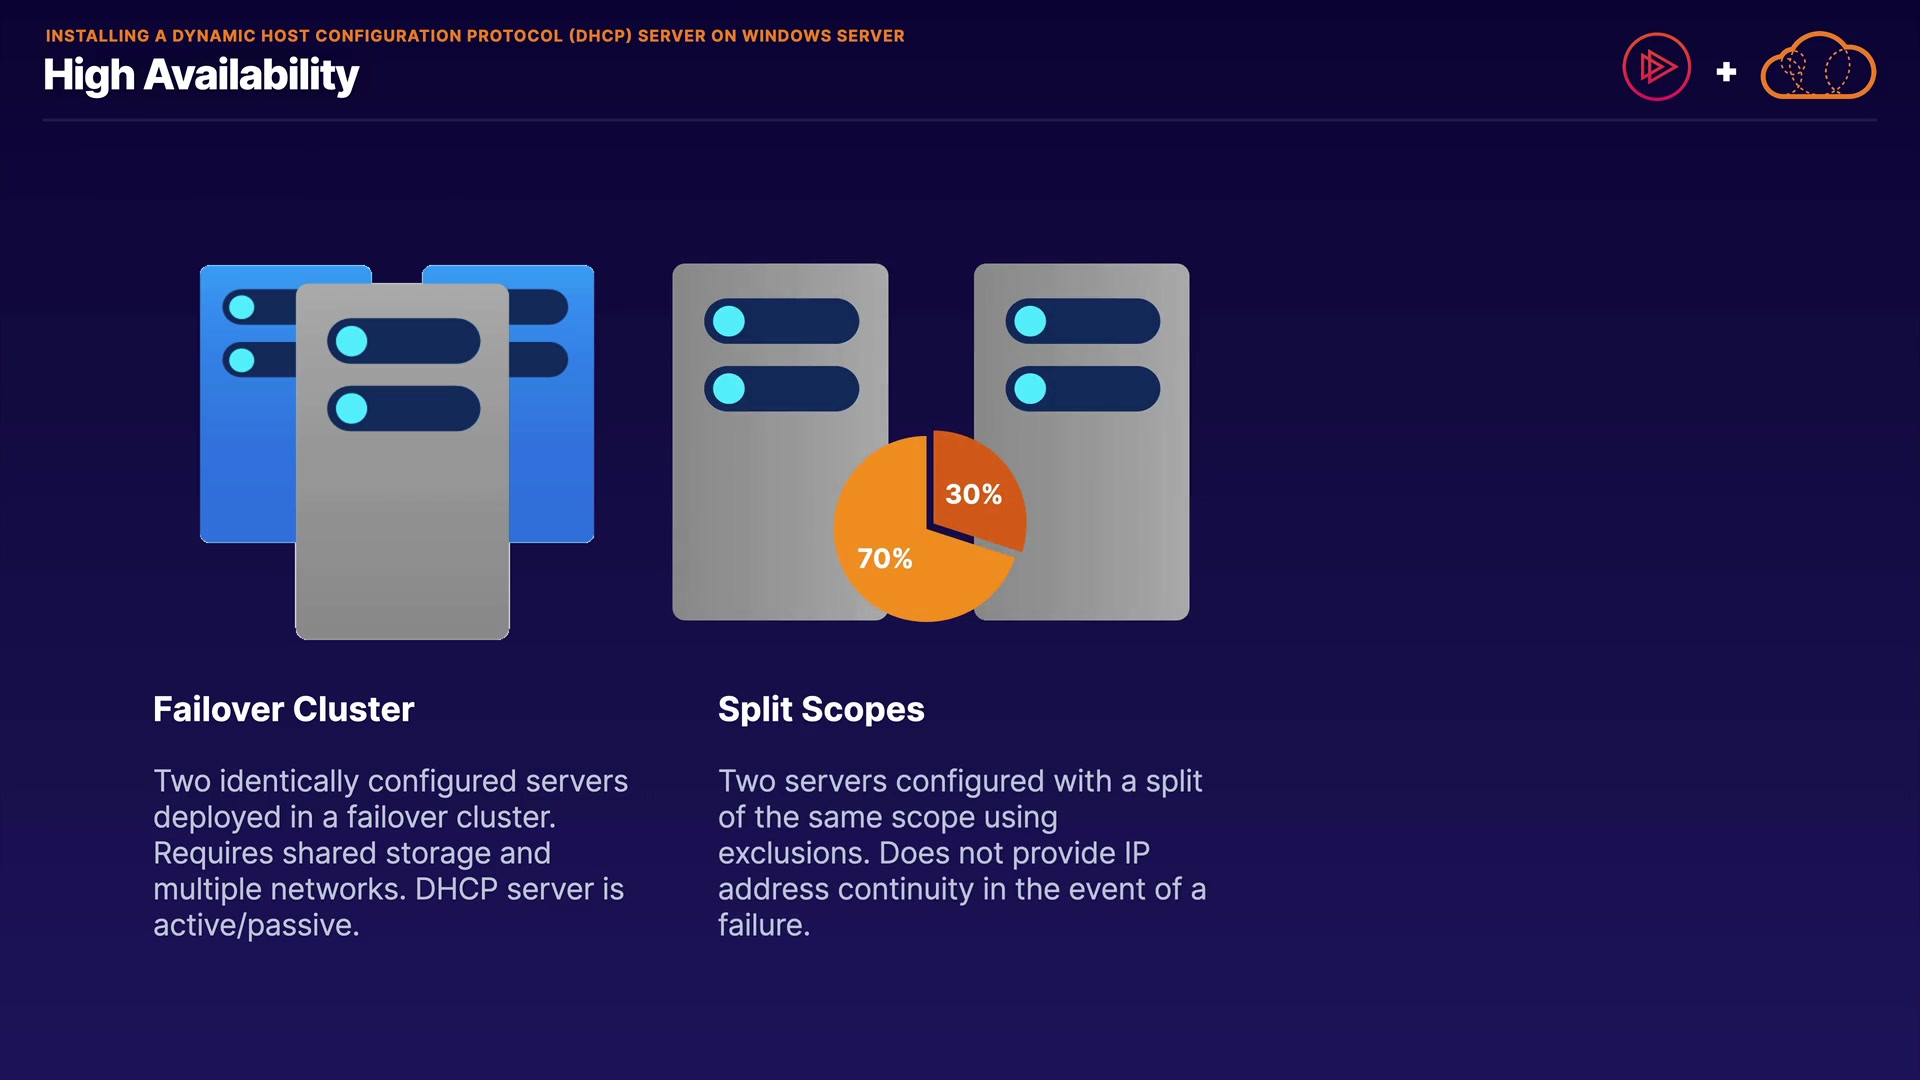 INSTALLING A DYNAMIC HOST CONFIGURATION PROTOCOL (DHCP) SERVER ON WINDOWS SERVER
High Availability
30%
70%
Failover Cluster
Two identically configured servers
deployed in a failover cluster.
Requires shared storage and
multiple networks. DHCP server is
active/passive.
Split Scopes
Two servers configured with a split
of the same scope using
exclusions. Does not provide IP
address continuity in the event of a
failure.